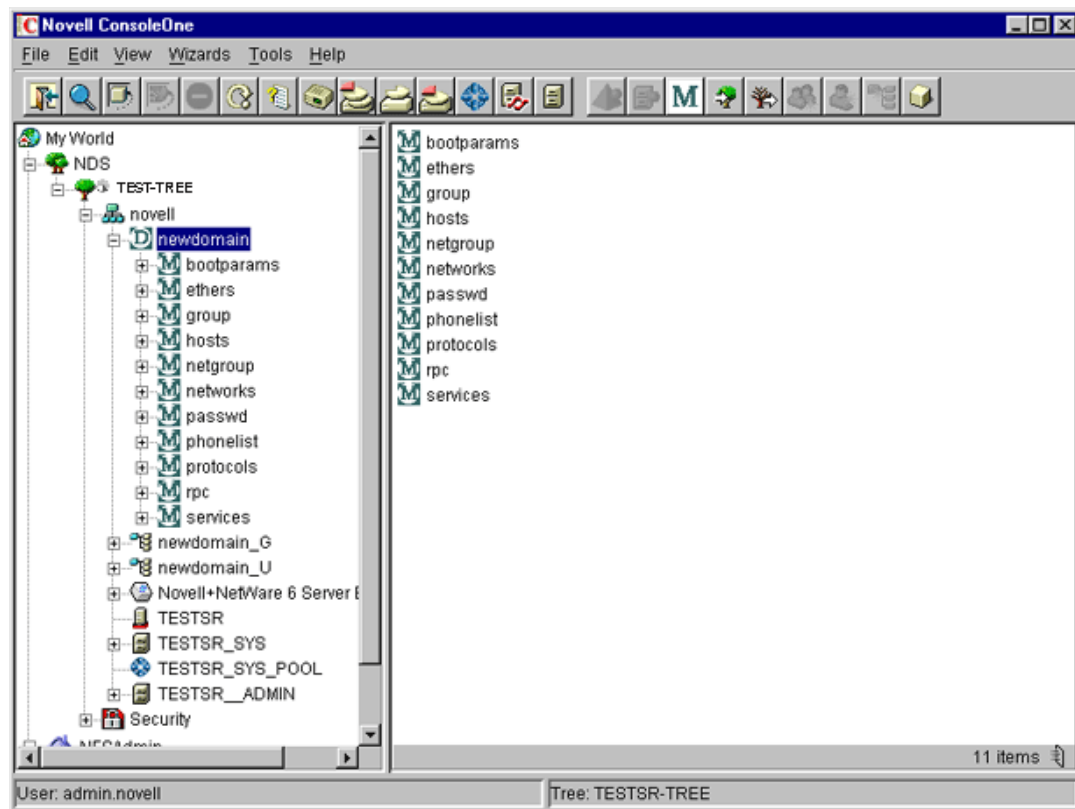 Novell ConsoleOne
File Edit View Wizards Tools Help
My World
NDS
TEST-TREE
novell
newdomain
bootparams
ethers
group
hosts
netgroup
networks
passwd
phonelist
protocols
rpc
services
newdomain_G
newdomain_U
Novell+NetWare 6 Server
TESTSR
TESTSR_SYS
TESTSR_SYS_POOL
TESTSR__ADMIN
Security
NFSAdmin
bootparams
ethers
group
hosts
netgroup
networks
passwd
phonelist
protocols
rpc
services
11 items
User: admin.novell
Tree: TESTSR-TREE